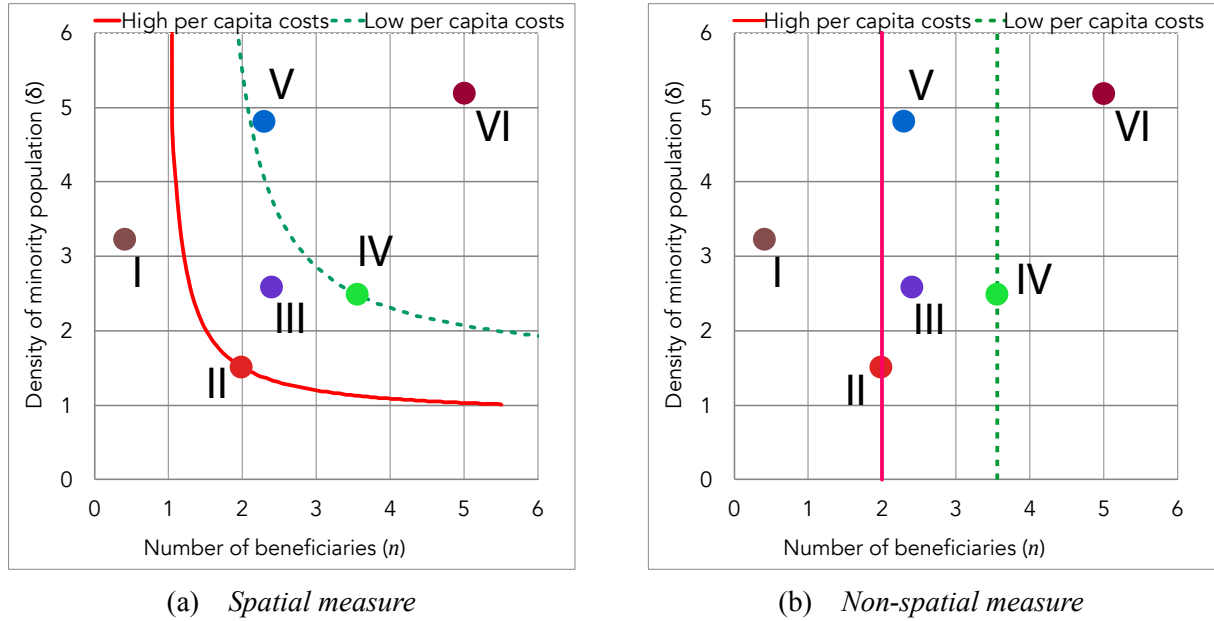 High per capita costs Low per capita costs
6
5
4
3
2
1
0
Density of minority population (δ)
V
VI
IV
I
III
II
0 1 2 3 4 5 6
Number of beneficiaries (n)
(a) Spatial measure
High per capita costs Low per capita costs
6
5
4
3
2
1
0
Density of minority population (δ)
V
VI
IV
I
III
II
0 1 2 3 4 5 6
Number of beneficiaries (n)
(b) Non-spatial measure